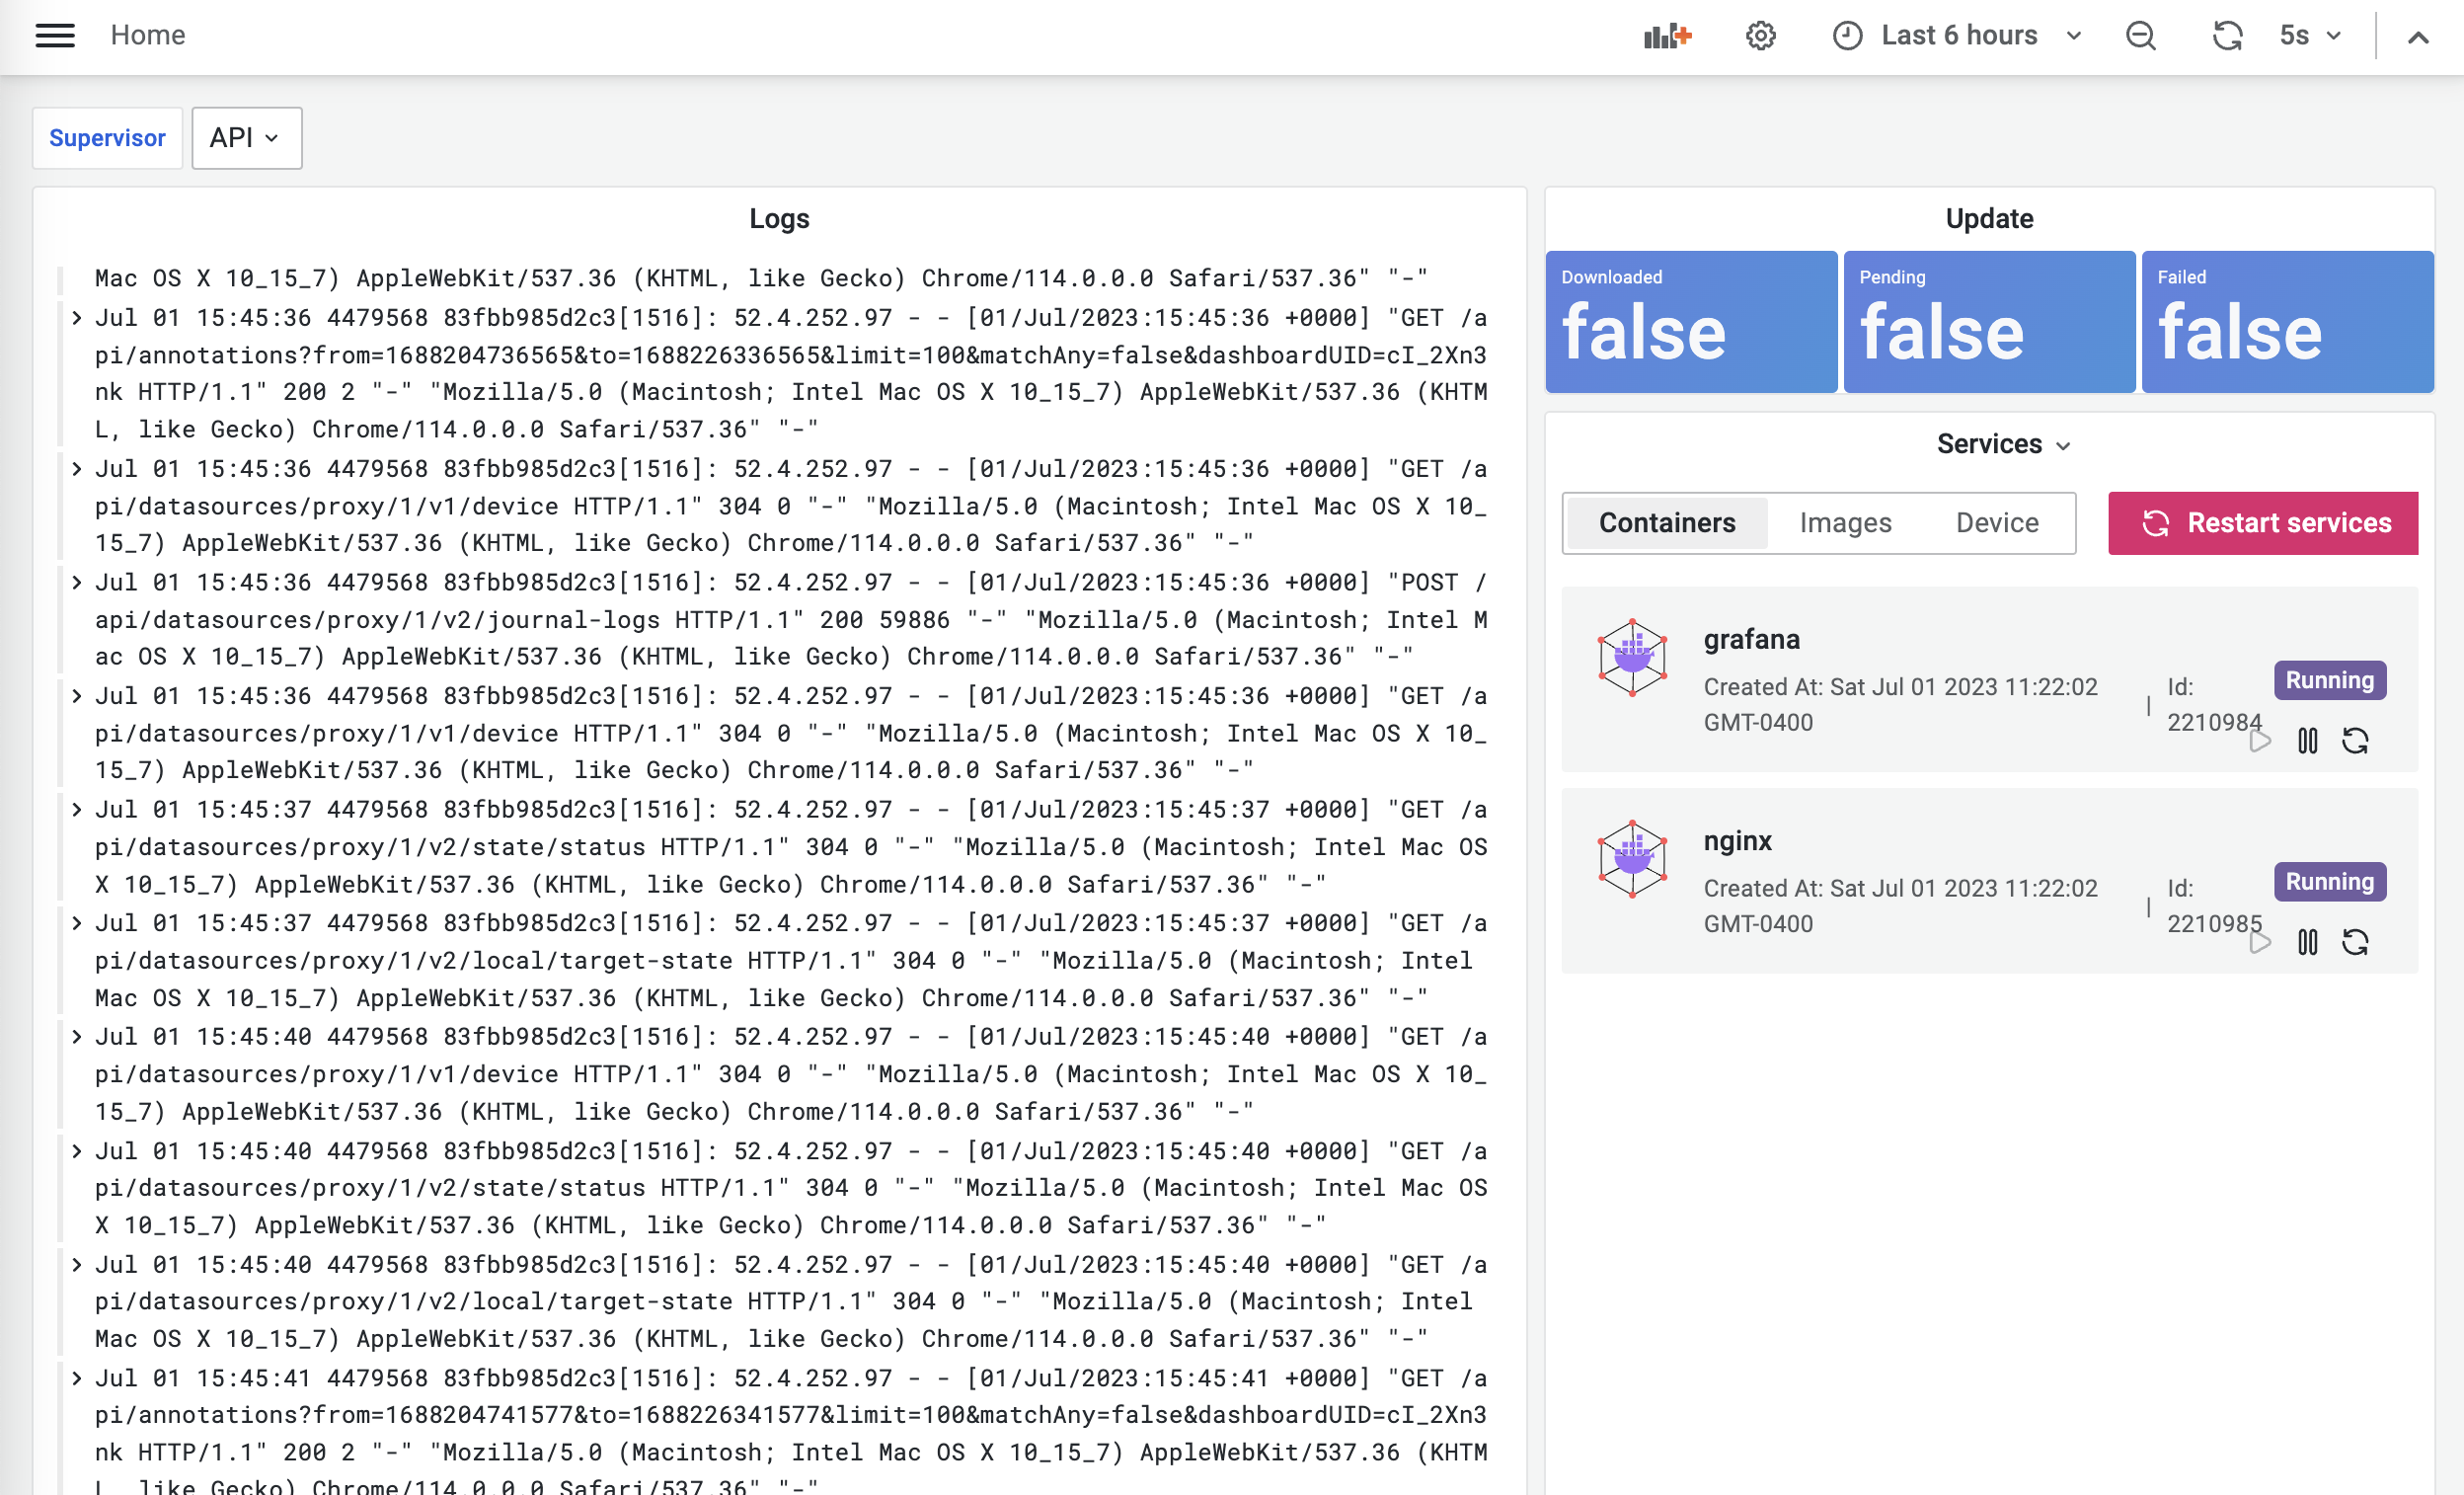 Home
Last 6 hours
5s
Supervisor
API
Logs
Mac OS X 10_15_7) AppleWebKit/537.36 (KHTML, like Gecko) Chrome/114.0.0.0 Safari/537.36" "-"
Jul 01 15:45:36 4479568 83fbb985d2c3[1516]: 52.4.252.97 - - [01/Jul/2023:15:45:36 +0000] "GET /a
pi/annotations?from=1688204736565&to=1688226336565&limit=100&matchAny=false&dashboardUID=cI_2Xn3
nk HTTP/1.1" 200 2 "-" "Mozilla/5.0 (Macintosh; Intel Mac OS X 10_15_7) AppleWebKit/537.36 (KHTM
L, like Gecko) Chrome/114.0.0.0 Safari/537.36" "-"
Jul 01 15:45:36 4479568 83fbb985d2c3[1516]: 52.4.252.97 - - [01/Jul/2023:15:45:36 +0000] "GET /a
pi/datasources/proxy/1/v1/device HTTP/1.1" 304 0 "-" "Mozilla/5.0 (Macintosh; Intel Mac OS X 10_
15_7) AppleWebKit/537.36 (KHTML, like Gecko) Chrome/114.0.0.0 Safari/537.36" "-"
Jul 01 15:45:36 4479568 83fbb985d2c3[1516]: 52.4.252.97 - - [01/Jul/2023:15:45:36 +0000] "POST /
api/datasources/proxy/1/v2/journal-logs HTTP/1.1" 200 59886 "-" "Mozilla/5.0 (Macintosh; Intel M
ac OS X 10_15_7) AppleWebKit/537.36 (KHTML, like Gecko) Chrome/114.0.0.0 Safari/537.36" "-"
Jul 01 15:45:36 4479568 83fbb985d2c3[1516]: 52.4.252.97 - - [01/Jul/2023:15:45:36 +0000] "GET /a
pi/datasources/proxy/1/v1/device HTTP/1.1" 304 0 "-" "Mozilla/5.0 (Macintosh; Intel Mac OS X 10_
15_7) AppleWebKit/537.36 (KHTML, like Gecko) Chrome/114.0.0.0 Safari/537.36" "-"
Jul 01 15:45:37 4479568 83fbb985d2c3[1516]: 52.4.252.97 - - [01/Jul/2023:15:45:37 +0000] "GET /a
pi/datasources/proxy/1/v2/state/status HTTP/1.1" 304 0 "-" "Mozilla/5.0 (Macintosh; Intel Mac OS
X 10_15_7) AppleWebKit/537.36 (KHTML, like Gecko) Chrome/114.0.0.0 Safari/537.36" "-"
Jul 01 15:45:37 4479568 83fbb985d2c3[1516]: 52.4.252.97 - - [01/Jul/2023:15:45:37 +0000] "GET /a
pi/datasources/proxy/1/v2/local/target-state HTTP/1.1" 304 0 "-" "Mozilla/5.0 (Macintosh; Intel
Mac OS X 10_15_7) AppleWebKit/537.36 (KHTML, like Gecko) Chrome/114.0.0.0 Safari/537.36" "-"
Jul 01 15:45:40 4479568 83fbb985d2c3[1516]: 52.4.252.97 - - [01/Jul/2023:15:45:40 +0000] "GET /a
pi/datasources/proxy/1/v1/device HTTP/1.1" 304 0 "-" "Mozilla/5.0 (Macintosh; Intel Mac OS X 10_
15_7) AppleWebKit/537.36 (KHTML, like Gecko) Chrome/114.0.0.0 Safari/537.36" "-"
Jul 01 15:45:40 4479568 83fbb985d2c3[1516]: 52.4.252.97 - - [01/Jul/2023:15:45:40 +0000] "GET /a
pi/datasources/proxy/1/v2/state/status HTTP/1.1" 304 0 "-" "Mozilla/5.0 (Macintosh; Intel Mac OS
X 10_15_7) AppleWebKit/537.36 (KHTML, like Gecko) Chrome/114.0.0.0 Safari/537.36" "-"
Jul 01 15:45:40 4479568 83fbb985d2c3[1516]: 52.4.252.97 - - [01/Jul/2023:15:45:40 +0000] "GET /a
pi/datasources/proxy/1/v2/local/target-state HTTP/1.1" 304 0 "-" "Mozilla/5.0 (Macintosh; Intel
Mac OS X 10_15_7) AppleWebKit/537.36 (KHTML, like Gecko) Chrome/114.0.0.0 Safari/537.36" "-"
Jul 01 15:45:41 4479568 83fbb985d2c3[1516]: 52.4.252.97 - - [01/Jul/2023:15:45:41 +0000] "GET /a
pi/annotations?from=1688204741577&to=1688226341577&limit=100&matchAny=false&dashboardUID=cI_2Xn3
nk HTTP/1.1" 200 2 "-" "Mozilla/5.0 (Macintosh; Intel Mac OS X 10_15_7) AppleWebKit/537.36 (KHTM
L, like Gecko) Chrome/114.0.0.0 Safari/537.36" "-"
Update
Downloaded
false
Pending
false
Failed
false
Services
Containers
Images
Device
Restart services
grafana
Created At: Sat Jul 01 2023 11:22:02
GMT-0400
|
Id:
2210984
Running
nginx
Created At: Sat Jul 01 2023 11:22:02
GMT-0400
|
Id:
2210985
Running